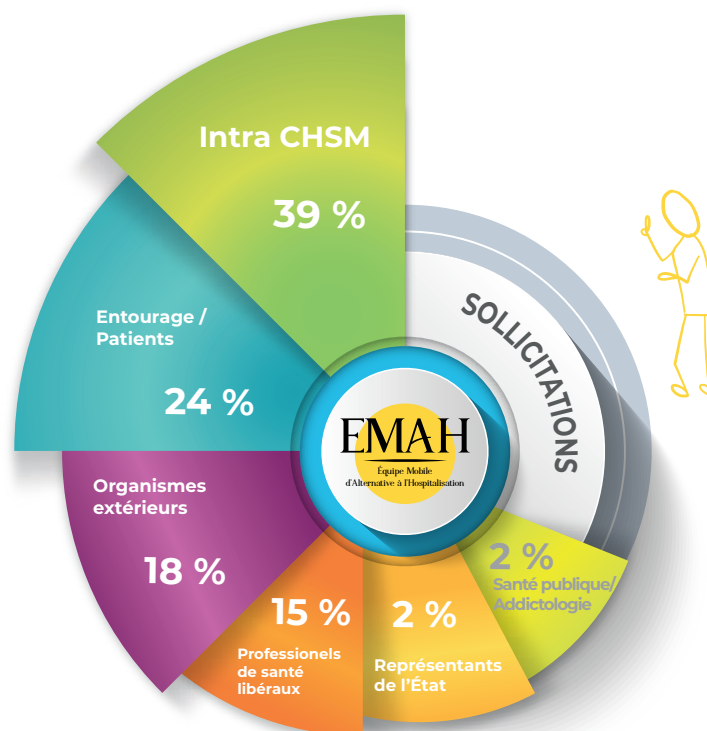 Intra CHSM
39 %
SOLLICITATIONS
Entourage /
Patients
24 %
EMAH
Équipe Mobile
d'Alternative à l'Hospitalisation
Organismes
extérieurs
18 %
15 %
Professionels
de santé
libéraux
2 %
Représentants
de l'État
2 %
Santé publique/
Addictologie